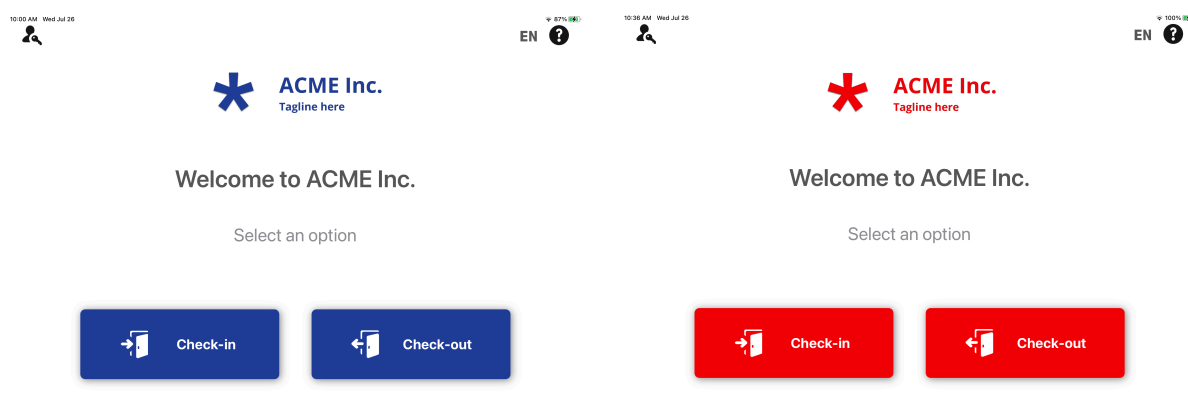 10:00 AM Wed Jul 26
87%
EN ?
ACME Inc.
Tagline here
Welcome to ACME Inc.
Select an option
Check-in
Check-out
10:36 AM Wed Jul 26
100%
EN ?
ACME Inc.
Tagline here
Welcome to ACME Inc.
Select an option
Check-in
Check-out